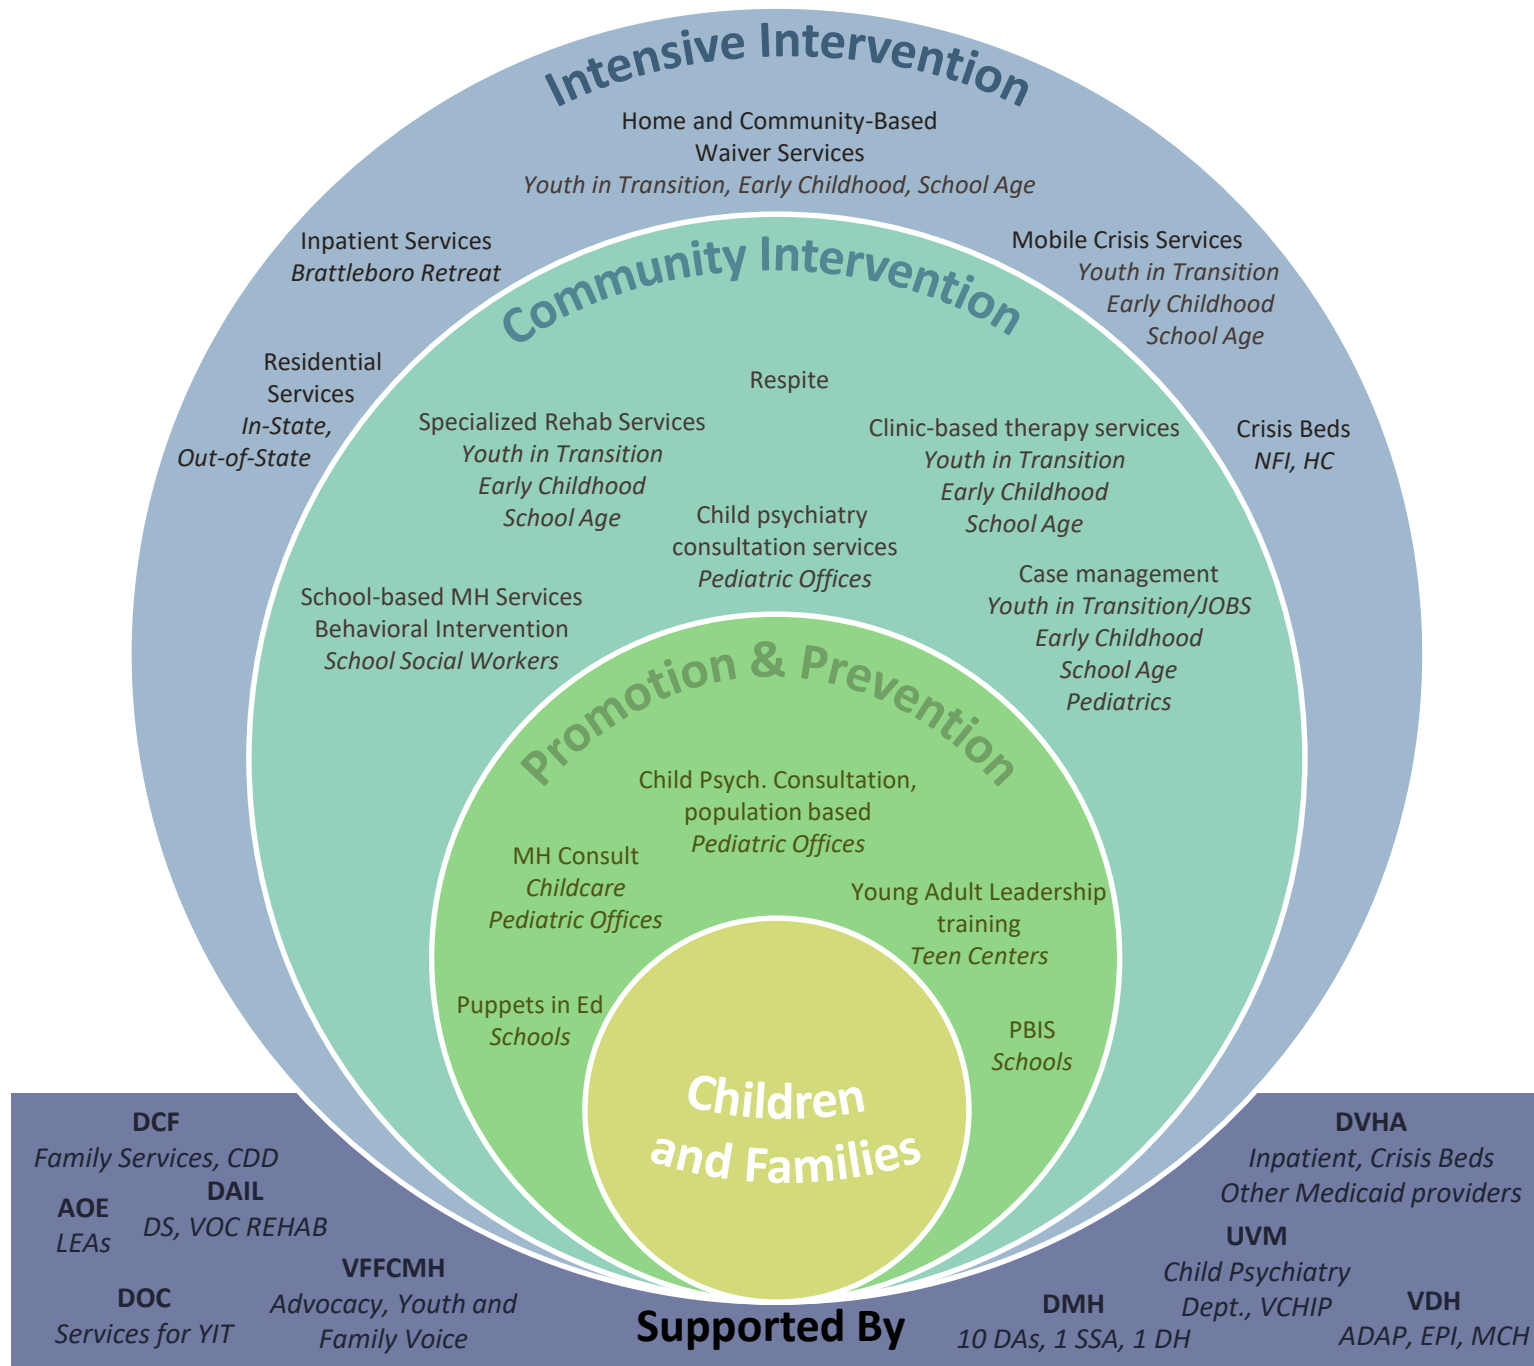 Intensive Intervention
Home and Community-Based
Waiver Services
Youth in Transition, Early Childhood, School Age
Inpatient Services
Brattleboro Retreat
Mobile Crisis Services
Youth in Transition
Early Childhood
School Age
Residential
Services
In-State,
Out-of-State
Crisis Beds
NFI, HC
Community Intervention
Respite
Specialized Rehab Services
Youth in Transition
Early Childhood
School Age
Clinic-based therapy services
Youth in Transition
Early Childhood
School Age
Child psychiatry
consultation services
Pediatric Offices
School-based MH Services
Behavioral Intervention
School Social Workers
Case management
Youth in Transition/JOBS
Early Childhood
School Age
Pediatrics
Promotion & Prevention
Child Psych. Consultation,
population based
Pediatric Offices
MH Consult
Childcare
Pediatric Offices
Young Adult Leadership
training
Teen Centers
Puppets in Ed
Schools
PBIS
Schools
Children
and Families
DCF
Family Services, CDD
AOE
LEAs
DAIL
DS, VOC REHAB
DOC
Services for YIT
VFFCMH
Advocacy, Youth and
Family Voice
Supported By
DVHA
Inpatient, Crisis Beds
Other Medicaid providers
UVM
Child Psychiatry
Dept., VCHIP
DMH
10 DAs, 1 SSA, 1 DH
VDH
ADAP, EPI, MCH